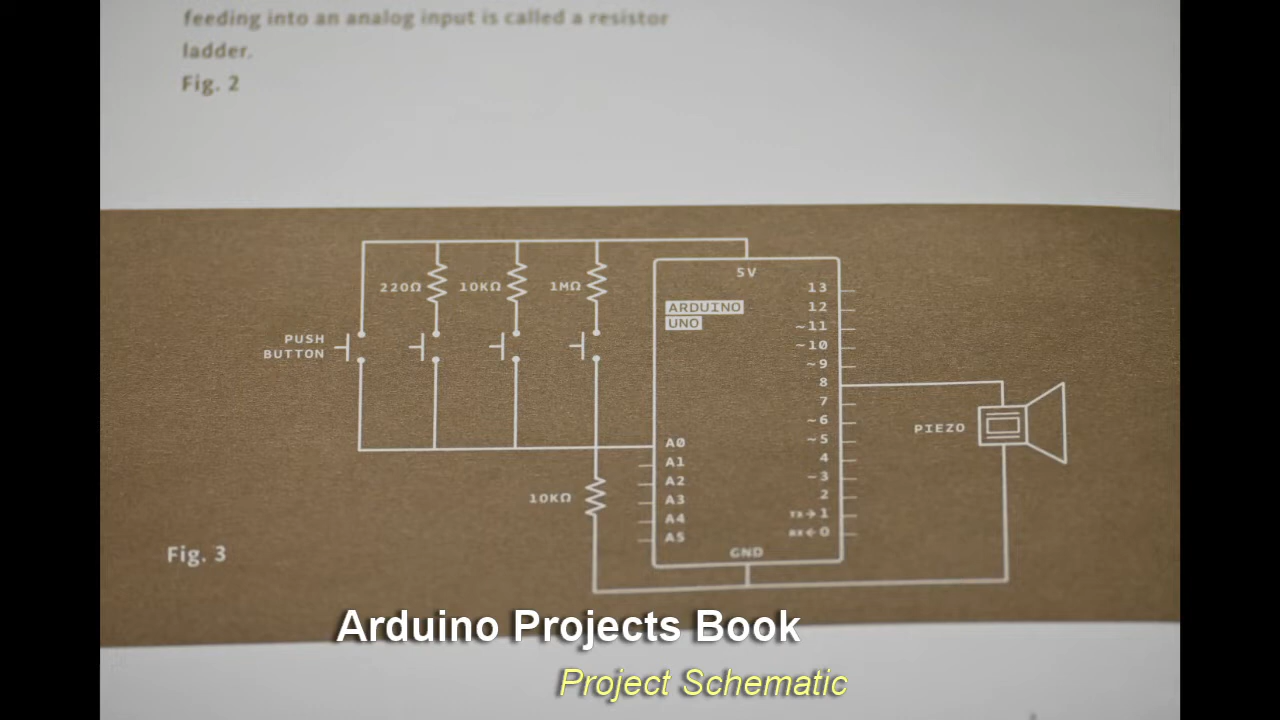 feeding into an analog input is called a resistor
ladder.
Fig. 2
5V
220Ω
10KΩ
1MΩ
ARDUINO
UNO
PUSH
BUTTON
13
12
~11
~10
~9
8
7
~6
~5
4
~3
2
TX→1
RX←0
A0
A1
A2
A3
A4
A5
GND
10KΩ
PIEZO
Fig. 3
Arduino Projects Book
Project Schematic